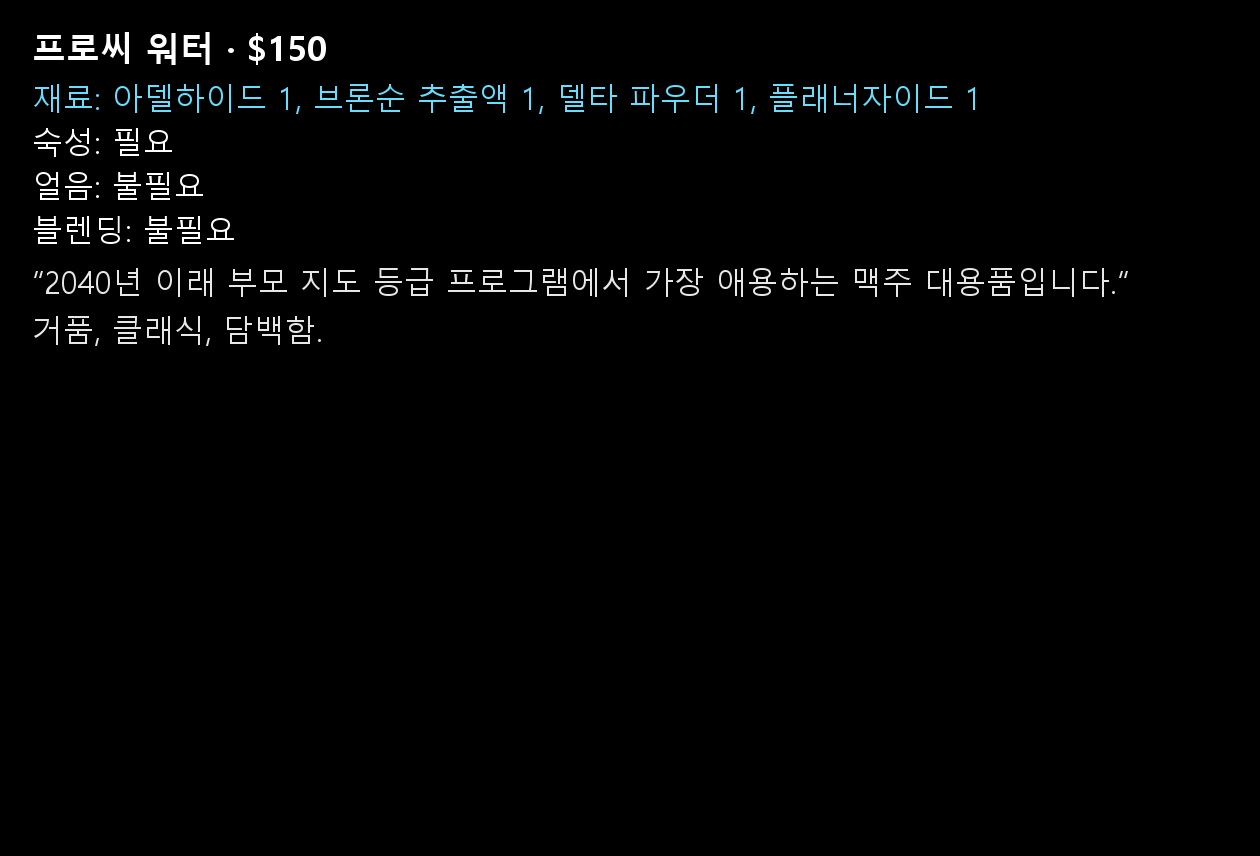 프로씨 워터 · $150
재료: 아델하이드 1, 브론순 추출액 1, 델타 파우더 1, 플래너자이드 1
숙성: 필요
얼음: 불필요
블렌딩: 불필요
“2040년 이래 부모 지도 등급 프로그램에서 가장 애용하는 맥주 대용품입니다.”
거품, 클래식, 담백함.